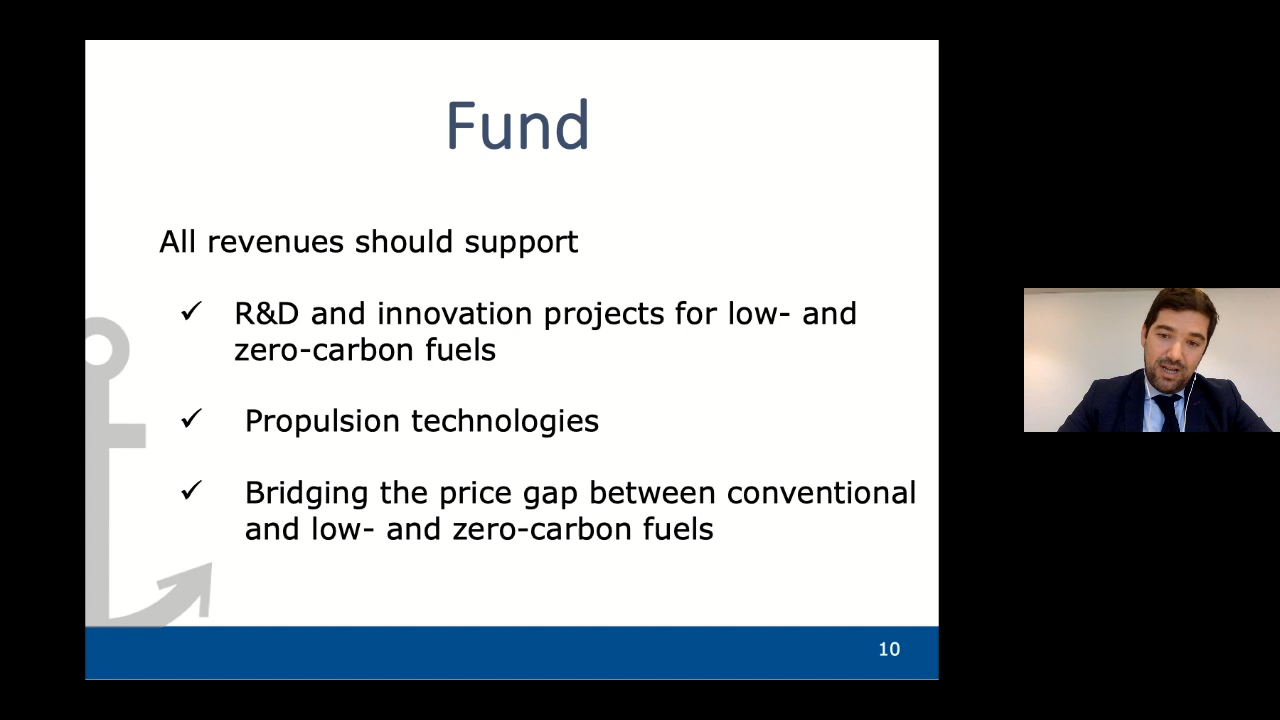 Fund
All revenues should support
✓ R&D and innovation projects for low- and
zero-carbon fuels
✓ Propulsion technologies
✓ Bridging the price gap between conventional
and low- and zero-carbon fuels
10